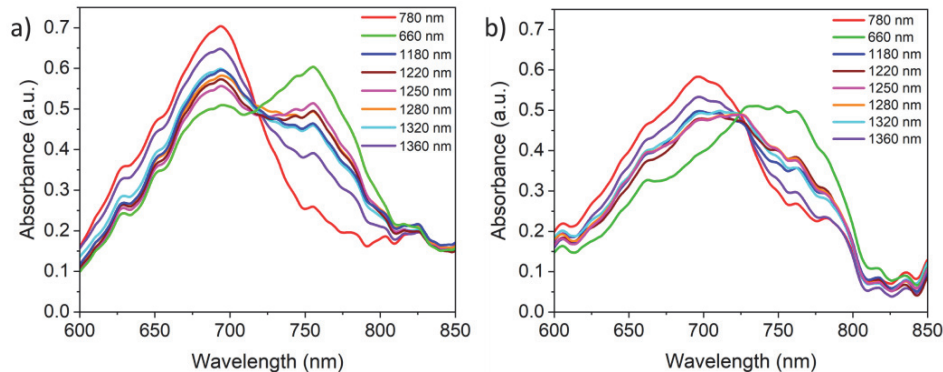 a)
780 nm
660 nm
1180 nm
1220 nm
1250 nm
1280 nm
1320 nm
1360 nm
0.7
0.6
0.5
0.4
0.3
0.2
0.1
0.0
Absorbance (a.u.)
600 650 700 750 800 850
Wavelength (nm)
b)
780 nm
660 nm
1180 nm
1220 nm
1250 nm
1280 nm
1320 nm
1360 nm
0.7
0.6
0.5
0.4
0.3
0.2
0.1
0.0
Absorbance (a.u.)
600 650 700 750 800 850
Wavelength (nm)